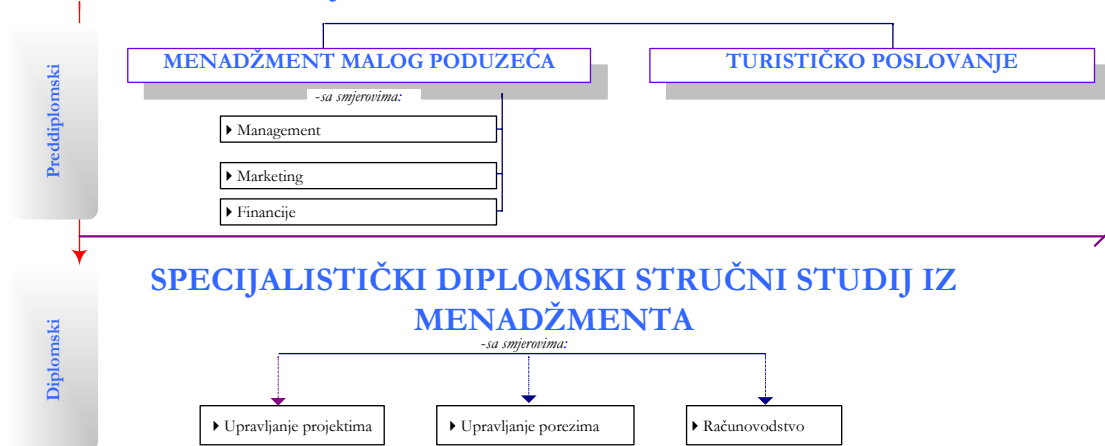 Preddiplomski
MENADŽMENT MALOG PODUZEĆA
TURISTIČKO POSLOVANJE
-sa smjerovima:
Management
Marketing
Financije
Diplomski
SPECIJALISTIČKI DIPLOMSKI STRUČNI STUDIJ IZ
MENADŽMENTA
-sa smjerovima:
Upravljanje projektima
Upravljanje porezima
Računovodstvo